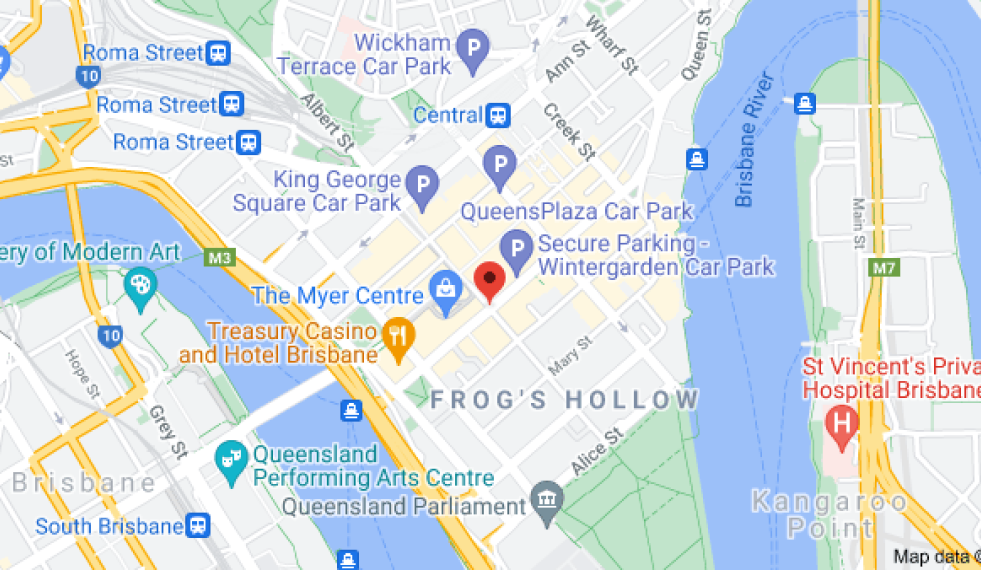 Wharf St
Queen St
Wickham
Terrace Car Park
Roma Street
Ann St
10
Roma Street
Albert St
Central
Creek St
Brisbane River
Roma Street
St
King George
Square Car Park
QueensPlaza Car Park
Main St
Secure Parking -
Wintergarden Car Park
ery of Modern Art
M3
M7
The Myer Centre
Treasury Casino
and Hotel Brisbane
10
Hope St
Mary St
St Vincent's Priva
Hospital Brisbane
FROG'S HOLLOW
Grey St
Alice St
Queensland
Performing Arts Centre
Brisbane
Queensland Parliament
Kangaroo
Point
South Brisbane
Map data ©
P
P
P
P
H